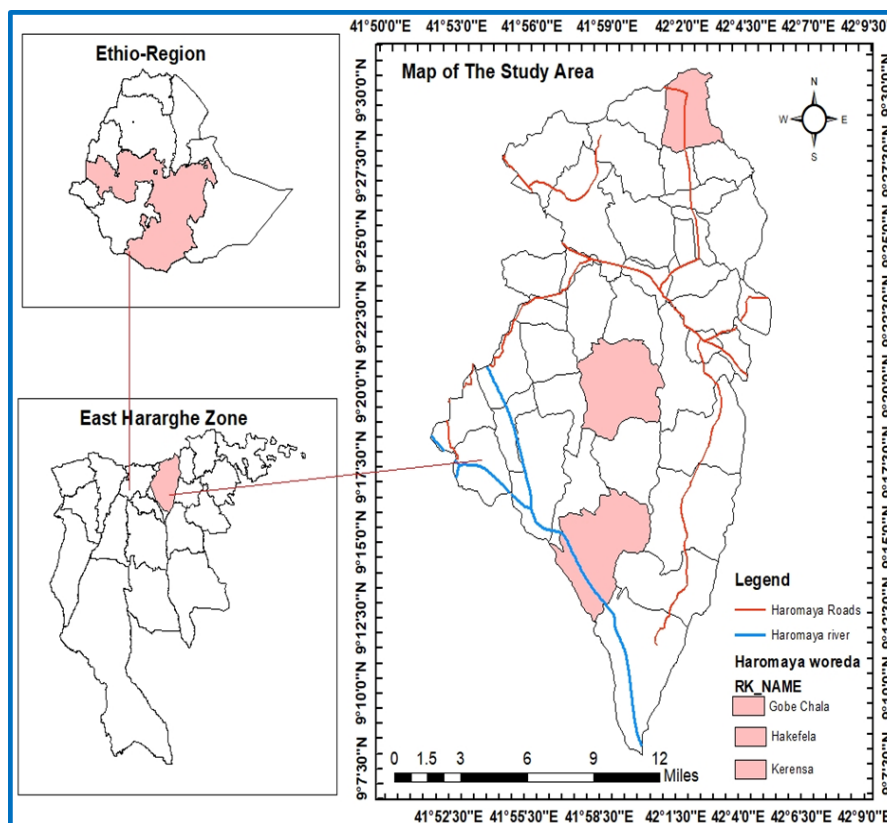 Ethio-Region
East Hararghe Zone
41°50'0"E 41°53'0"E 41°56'0"E 41°59'0"E 42°2'0"E 42°4'30"E 42°9'30"E
Map of The Study Area
N
W E
S
9°30'0"N
9°27'30"N
9°25'0"N
9°22'30"N
9°20'0"N
9°17'30"N
9°15'0"N
9°12'30"N
9°10'0"N
9°7'30"N
Legend
Haromaya Roads
Haromaya river
Haromaya woreda
RK_NAME
Gobe Chala
Hakefela
Kerensa
0 1.5 3 6 9 12
Miles
41°52'30"E 41°55'30"E 41°58'30"E 42°1'30"E 42°4'0"E 42°6'30"E 42°9'0"E